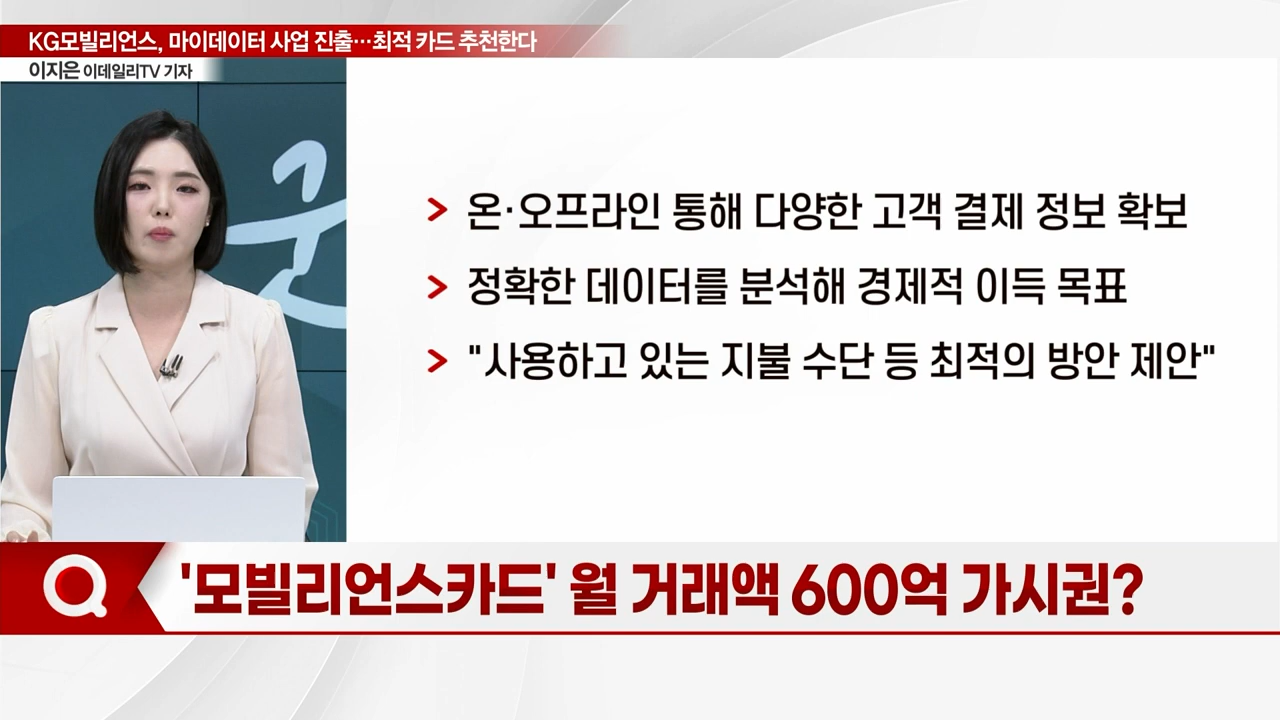 KG모빌리언스, 마이데이터 사업 진출…최적 카드 추천한다
이지은 이데일리TV 기자
> 온·오프라인 통해 다양한 고객 결제 정보 확보
> 정확한 데이터를 분석해 경제적 이득 목표
> "사용하고 있는 지불 수단 등 최적의 방안 제안"
Q '모빌리언스카드' 월 거래액 600억 가시권?